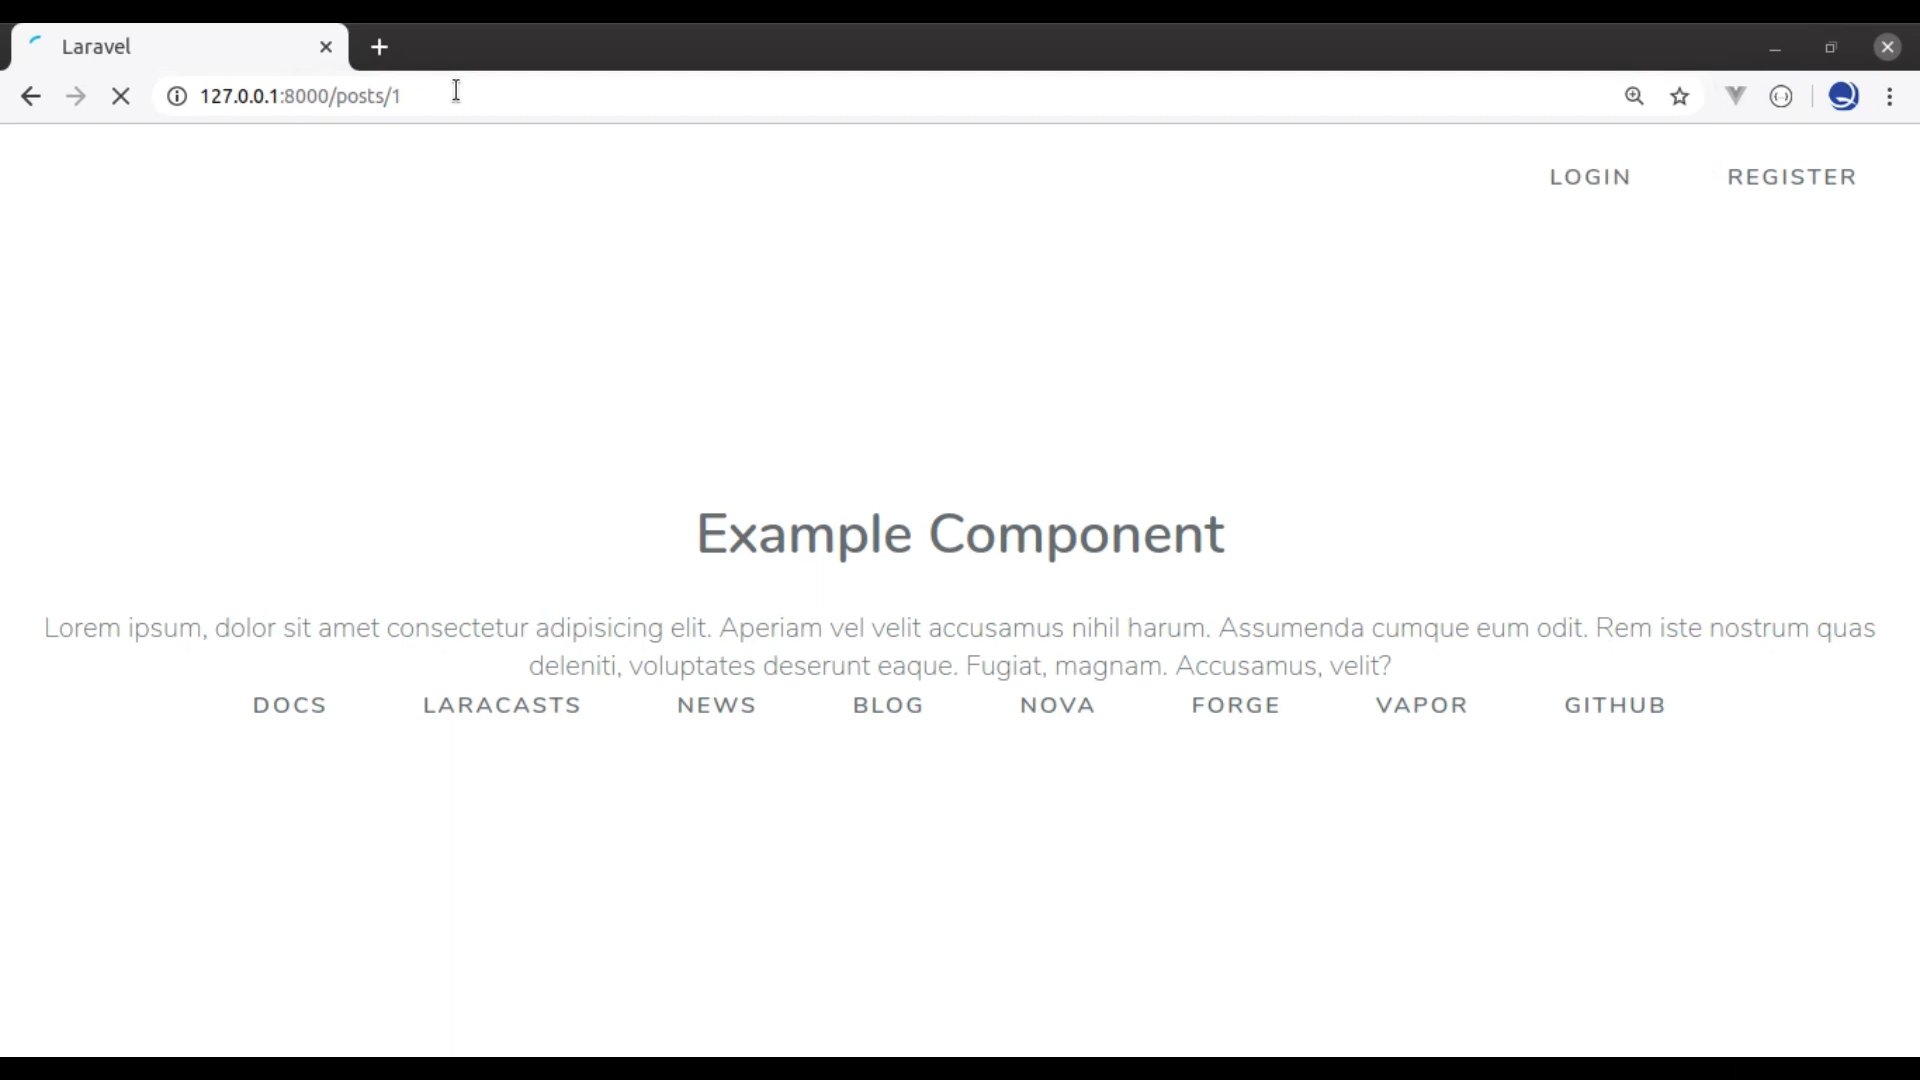 Laravel
127.0.0.1:8000/posts/1
LOGIN REGISTER
Example Component
Lorem ipsum, dolor sit amet consectetur adipisicing elit. Aperiam vel velit accusamus nihil harum. Assumenda cumque eum odit. Rem iste nostrum quas
deleniti, voluptates deserunt eaque. Fugiat, magnam. Accusamus, velit?
DOCS LARACASTS NEWS BLOG NOVA FORGE VAPOR GITHUB